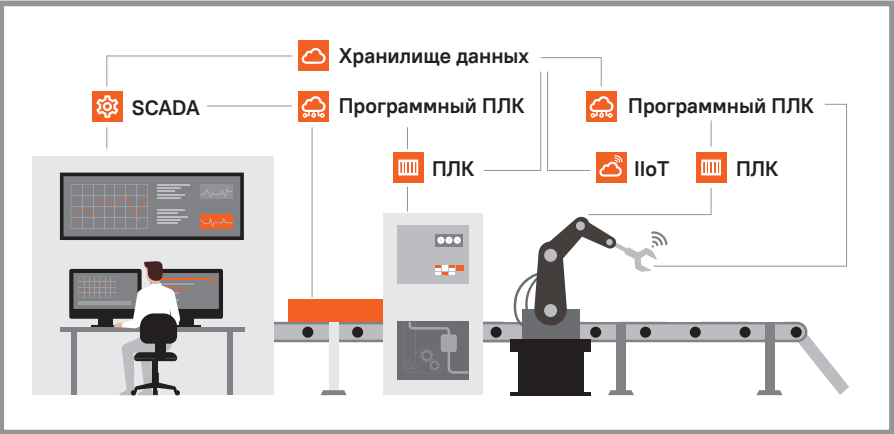 Хранилище данных
SCADA
Программный ПЛК
Программный ПЛК
ПЛК
IIoT
ПЛК